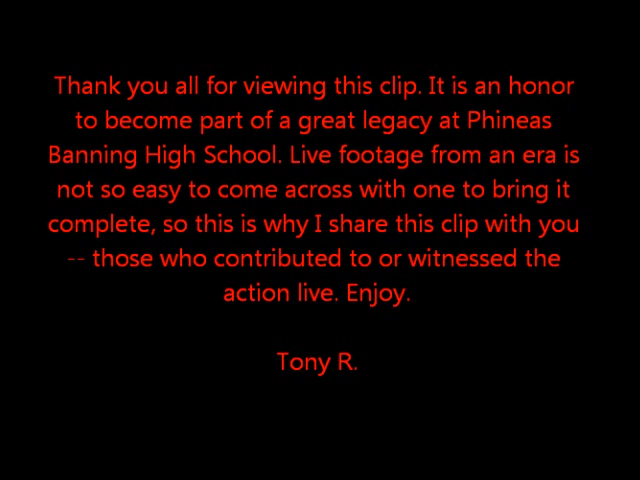 Thank you all for viewing this clip. It is an honor
to become part of a great legacy at Phineas
Banning High School. Live footage from an era is
not so easy to come across with one to bring it
complete, so this is why I share this clip with you
-- those who contributed to or witnessed the
action live. Enjoy.
Tony R.